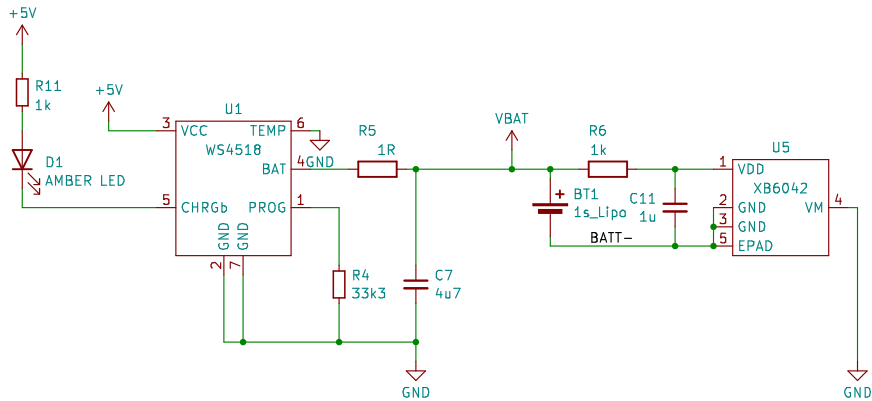 +5V
R11
1k
+5V
D1
AMBER LED
U1
3
VCC
TEMP
6
WS4518
GND
BAT
4
5
CHRGb
PROG
1
GND
GND
2
7
R5
1R
R4
33k3
C7
4u7
GND
VBAT
R6
1k
BT1
1s_Lipo
+
BATT-
C11
1u
U5
1
VDD
XB6042
2
GND
VM
4
3
GND
5
EPAD
GND